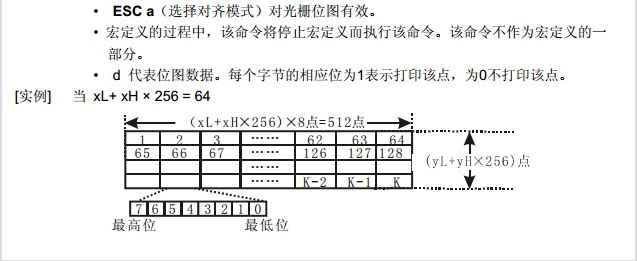 • ESC a（选择对齐模式）对光栅位图有效。
• 宏定义的过程中，该命令将停止宏定义而执行该命令。该命令不作为宏定义的一
部分。
• d 代表位图数据。每个字节的相应位为1表示打印该点，为0不打印该点。
[实例] 当 xL+ xH × 256 = 64
(xL+xH×256)×8点=512点
1 2 3 …… 62 63 64
65 66 67 …… 126 127 128
……
…… K-2 K-1 K
(yL+yH×256)点
7 6 5 4 3 2 1 0
最高位 最低位